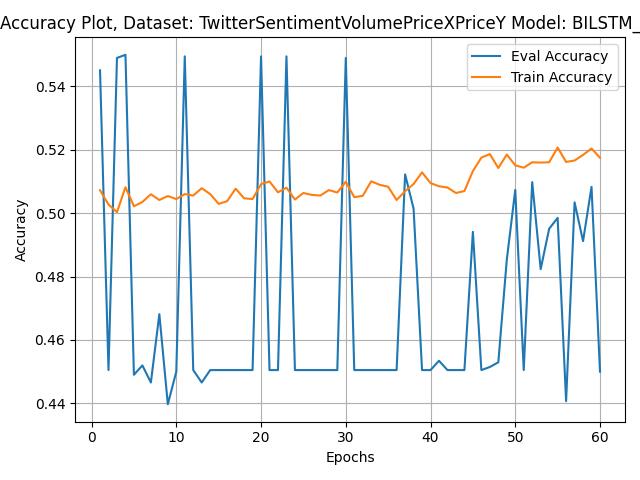 Accuracy Plot, Dataset: TwitterSentimentVolumePriceXPriceY Model: BILSTM_
Eval Accuracy
Train Accuracy
0.54
0.52
0.50
0.48
0.46
0.44
Accuracy
0 10 20 30 40 50 60
Epochs